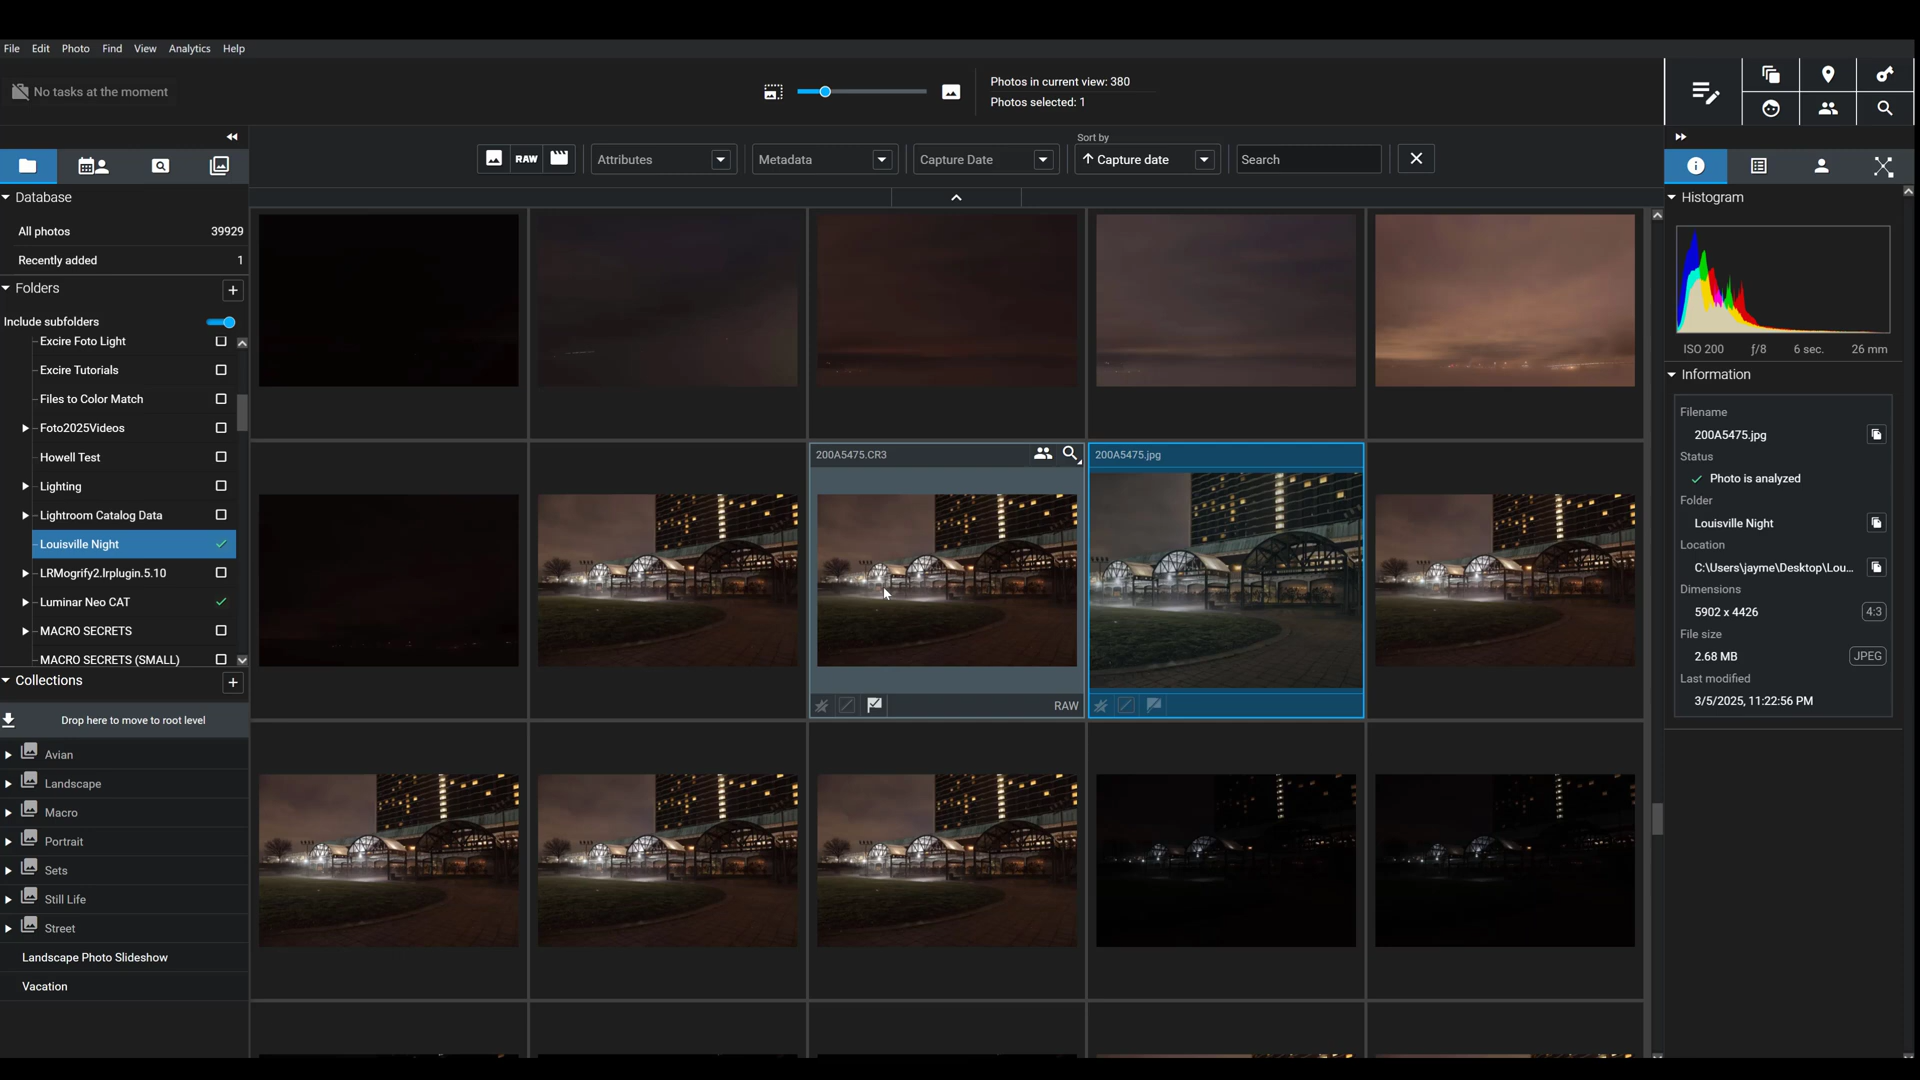 File Edit Photo Find View Analytics Help
No tasks at the moment
Photos in current view: 380
Photos selected: 1
Sort by
RAW
Attributes
Metadata
Capture Date
Capture date
Search
Database
All photos 39929
Recently added 1
Folders
Include subfolders
Excire Foto Light
Excire Tutorials
Files to Color Match
Foto2025Videos
Howell Test
Lighting
Lightroom Catalog Data
Louisville Night
LRMogrify2.lrplugin.5.10
Luminar Neo CAT
MACRO SECRETS
MACRO SECRETS (SMALL)
Collections
Drop here to move to root level
Avian
Landscape
Macro
Portrait
Sets
Still Life
Street
Landscape Photo Slideshow
Vacation
200A5475.CR3
RAW
200A5475.jpg
Histogram
ISO 200 ƒ/8 6 sec. 26 mm
Information
Filename
200A5475.jpg
Status
Photo is analyzed
Folder
Louisville Night
Location
C:\Users\jayme\Desktop\Lou...
Dimensions
5902 x 4426 4:3
File size
2.68 MB JPEG
Last modified
3/5/2025, 11:22:56 PM